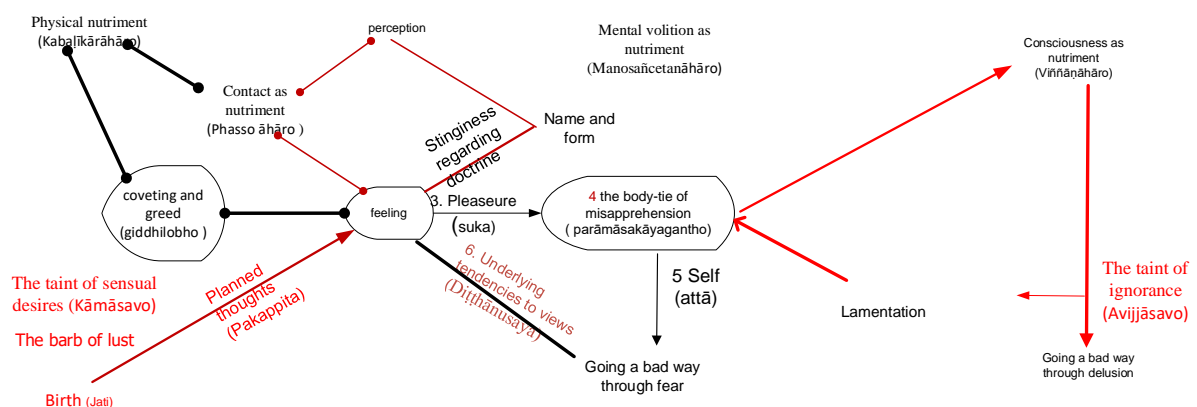 Physical nutriment
(Kabaḷīkārāhāro)
perception
Mental volition as
nutriment
(Manosañcetanāhāro)
Consciousness as
nutriment
(Viññāṇāhāro)
Contact as
nutriment
(Phasso āhāro )
Stinginess
regarding
doctrine
Name and
form
coveting and
greed
(giddhilobho )
feeling
3. Pleaseure
(suka)
4 the body-tie of
misapprehension
( parāmāsakāyagantho)
The taint of sensual
desires (Kāmāsavo)
The barb of lust
Planned
thoughts
(Pakappita)
6. Underlying
tendencies to views
(Diṭṭhānusaya)
5 Self
(attā)
Lamentation
The taint of
ignorance
(Avijjāsavo)
Going a bad way
through fear
Going a bad way
through delusion
Birth (Jati)